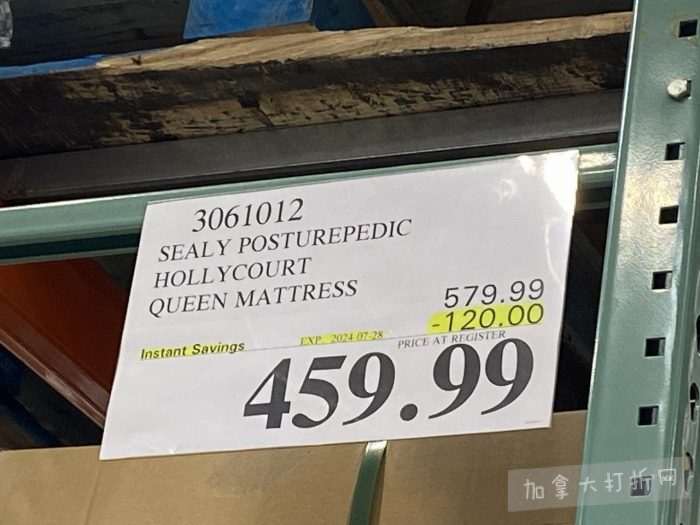 3061012
SEALY POSTUREPEDIC
HOLLYCOURT
QUEEN MATTRESS
579.99
-120.00
Instant Savings
EXP. 2024-07-28
PRICE AT REGISTER
459.99
加拿大打折网